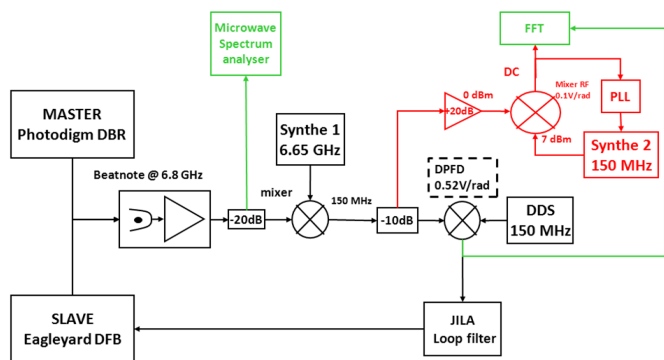 Microwave
Spectrum
analyser
FFT
DC
0 dBm
+20dB
Mixer RF
0.1V/rad
PLL
7 dBm
Synthe 2
150 MHz
MASTER
Photodigm DBR
Synthe 1
6.65 GHz
Beatnote @ 6.8 GHz
-20dB
mixer
150 MHz
-10dB
DPFD
0.52V/rad
DDS
150 MHz
SLAVE
Eagleyard DFB
JILA
Loop filter